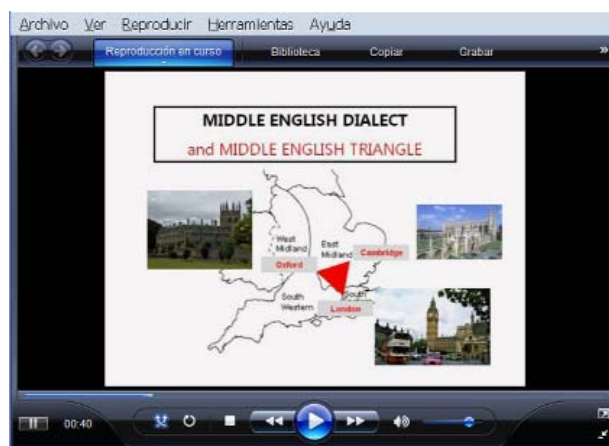 Archivo Ver Reproducir Herramientas Ayuda
Reproducción en curso Biblioteca Copiar Grabar »
MIDDLE ENGLISH DIALECT
and MIDDLE ENGLISH TRIANGLE
West
Midland
East
Midland
Cambridge
Oxford
South
Western
South
London
00:40